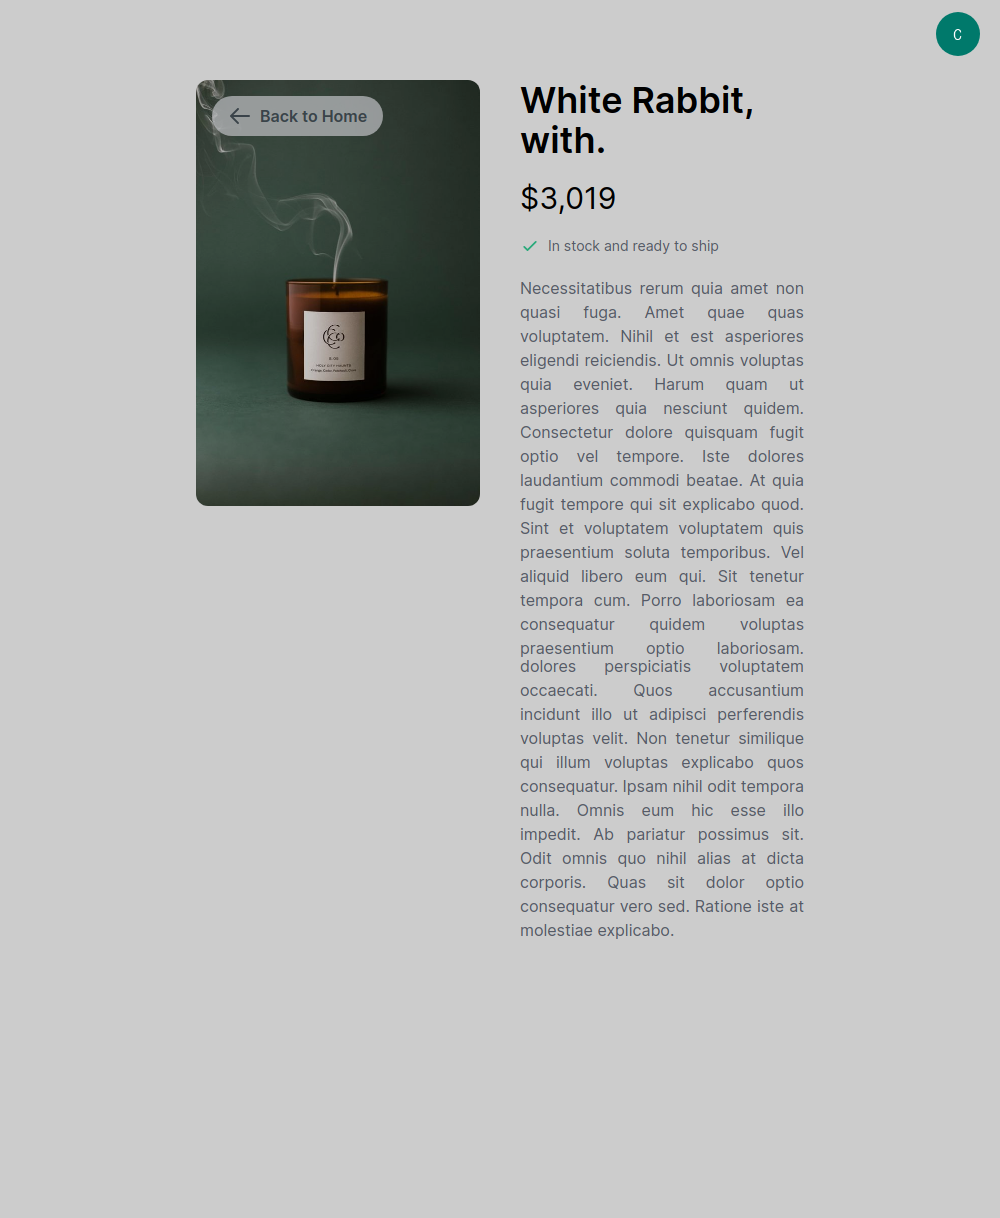 C
Back to Home
White Rabbit,
with.
$3,019
In stock and ready to ship
Necessitatibus rerum quia amet non
quasi fuga. Amet quae quas
voluptatem. Nihil et est asperiores
eligendi reiciendis. Ut omnis voluptas
quia eveniet. Harum quam ut
asperiores quia nesciunt quidem.
Consectetur dolore quisquam fugit
optio vel tempore. Iste dolores
laudantium commodi beatae. At quia
fugit tempore qui sit explicabo quod.
Sint et voluptatem voluptatem quis
praesentium soluta temporibus. Vel
aliquid libero eum qui. Sit tenetur
tempora cum. Porro laboriosam ea
consequatur quidem voluptas
praesentium optio laboriosam.
dolores perspiciatis voluptatem
occaecati. Quos accusantium
incidunt illo ut adipisci perferendis
voluptas velit. Non tenetur similique
qui illum voluptas explicabo quos
consequatur. Ipsam nihil odit tempora
nulla. Omnis eum hic esse illo
impedit. Ab pariatur possimus sit.
Odit omnis quo nihil alias at dicta
corporis. Quas sit dolor optio
consequatur vero sed. Ratione iste at
molestiae explicabo.